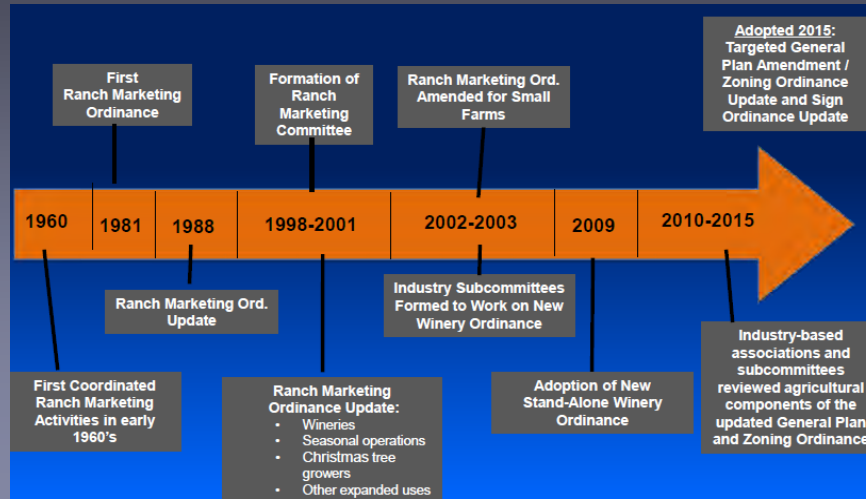 Adopted 2015:
Targeted General
Plan Amendment /
Zoning Ordinance
Update and Sign
Ordinance Update
First
Ranch Marketing
Ordinance
Formation of
Ranch
Marketing
Committee
Ranch Marketing Ord.
Amended for Small
Farms
1960
1981
1988
1998-2001
2002-2003
2009
2010-2015
Ranch Marketing Ord.
Update
Industry Subcommittees
Formed to Work on New
Winery Ordinance
First Coordinated
Ranch Marketing
Activities in early
1960's
Ranch Marketing
Ordinance Update:
• Wineries
• Seasonal operations
• Christmas tree
growers
• Other expanded uses
Adoption of New
Stand-Alone Winery
Ordinance
Industry-based
associations and
subcommittees
reviewed agricultural
components of the
updated General Plan
and Zoning Ordinance